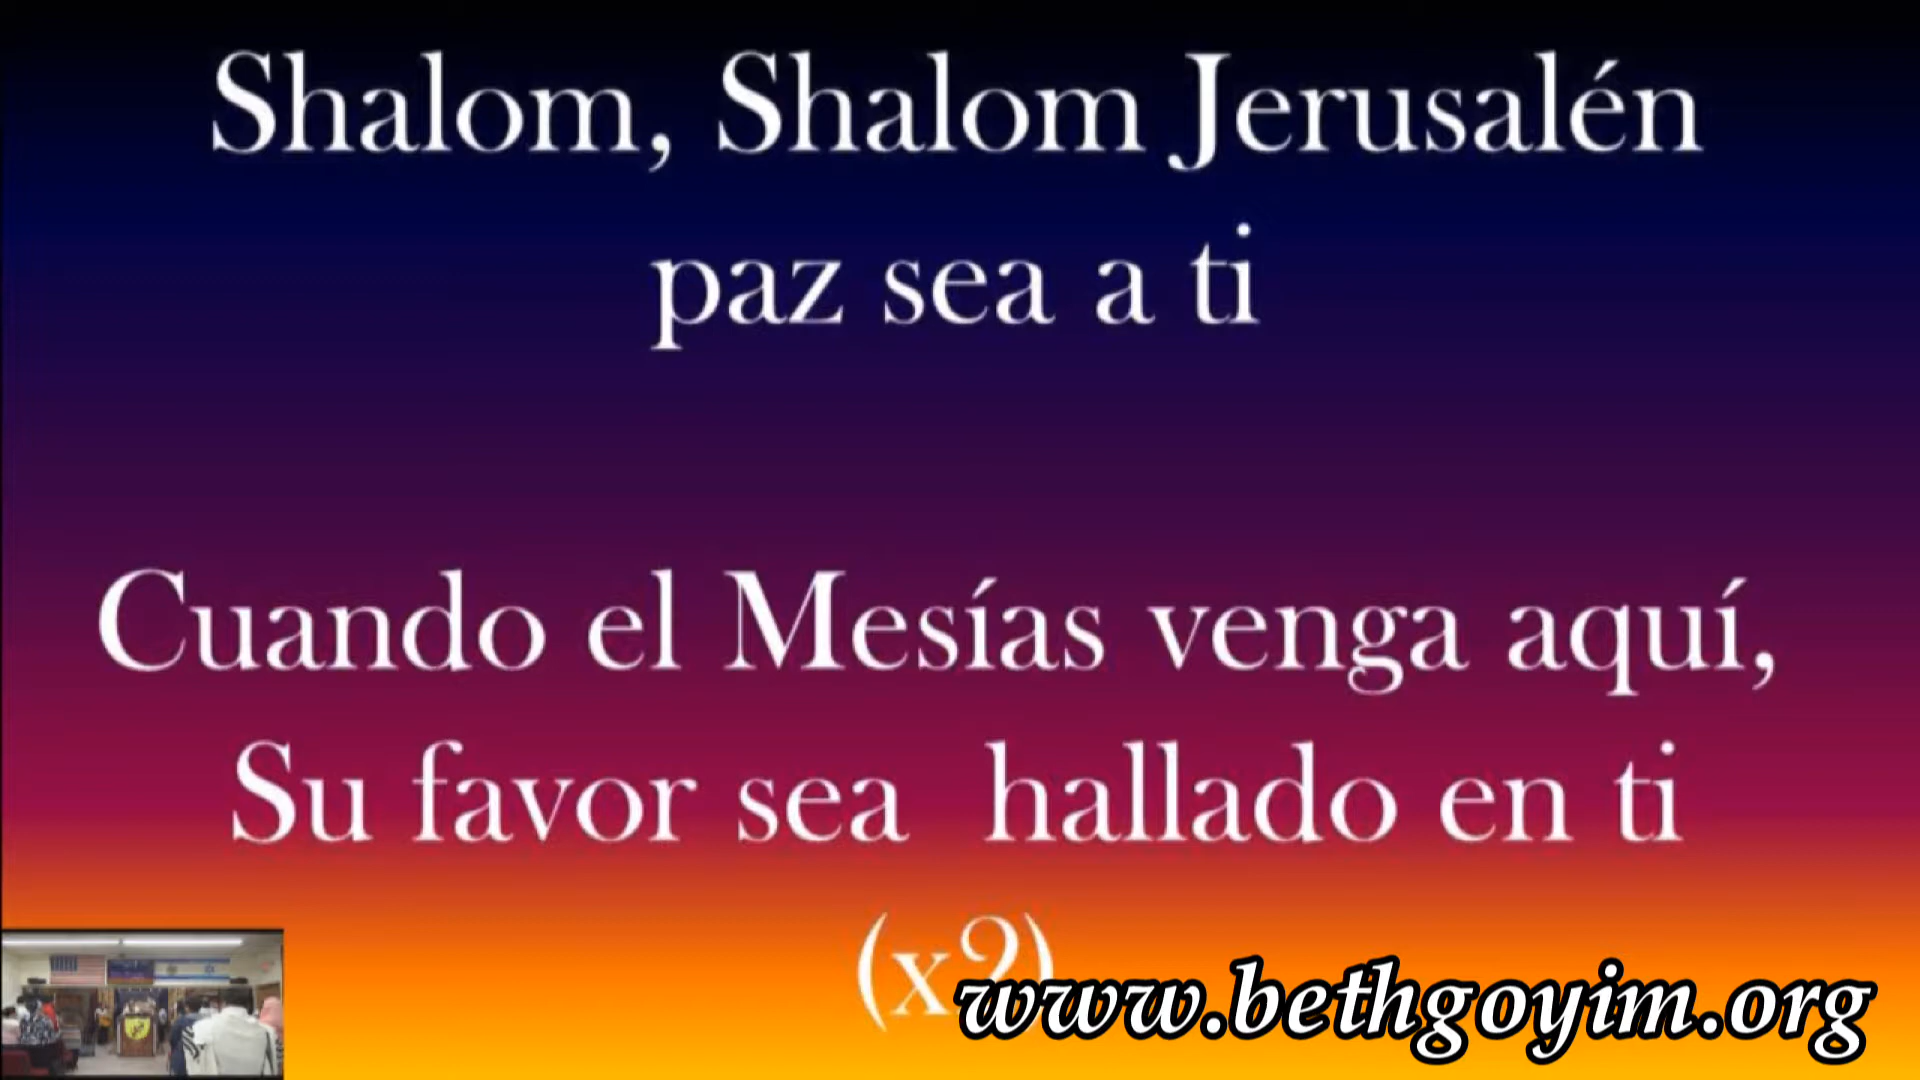 Shalom, Shalom Jerusalén
paz sea a ti
Cuando el Mesías venga aquí,
Su favor sea hallado en ti
(x2)
www.bethgoyim.org